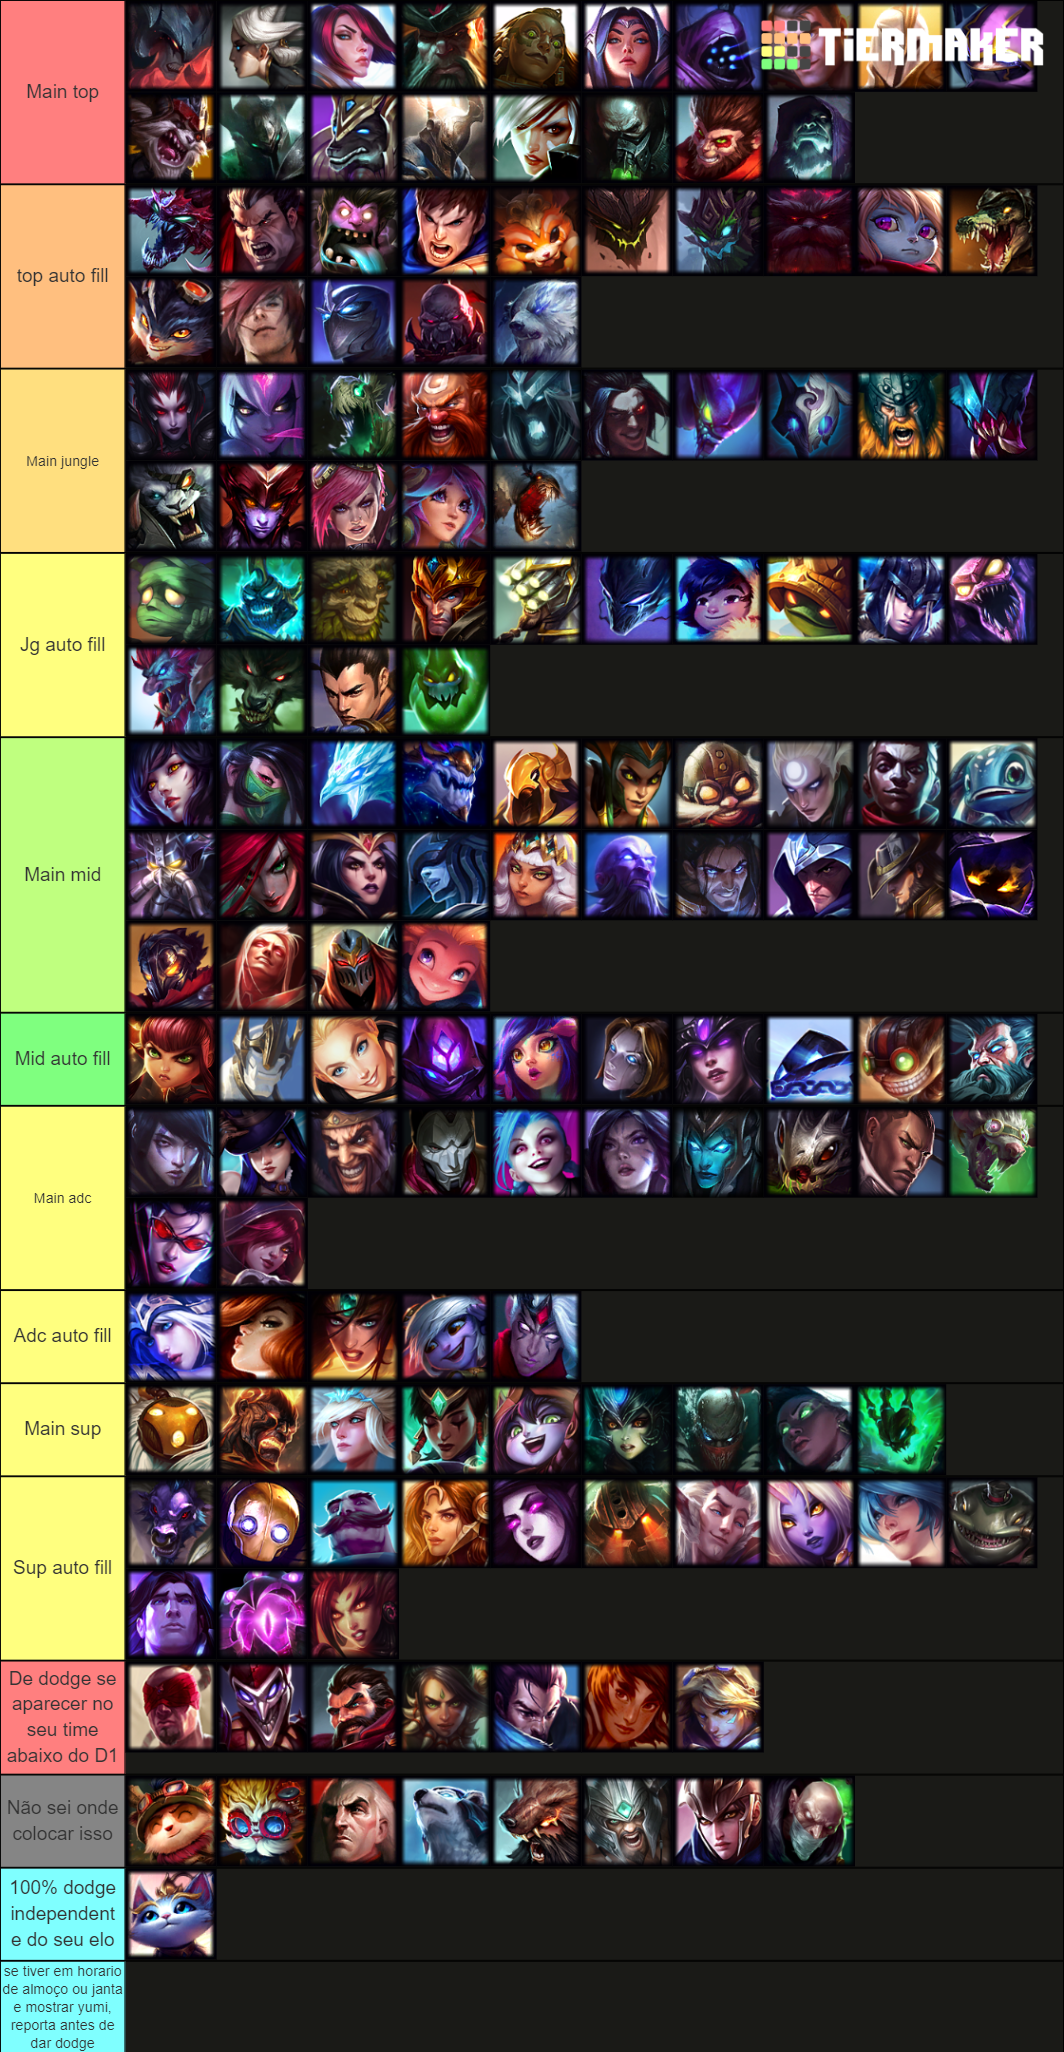 TiERMAKER
Main top
top auto fill
Main jungle
Jg auto fill
Main mid
Mid auto fill
Main adc
Adc auto fill
Main sup
Sup auto fill
De dodge se
aparecer no
seu time
abaixo do D1
Não sei onde
colocar isso
100% dodge
independent
e do seu elo
se tiver em horario
de almoço ou janta
e mostrar yumi,
reporta antes de
dar dodge